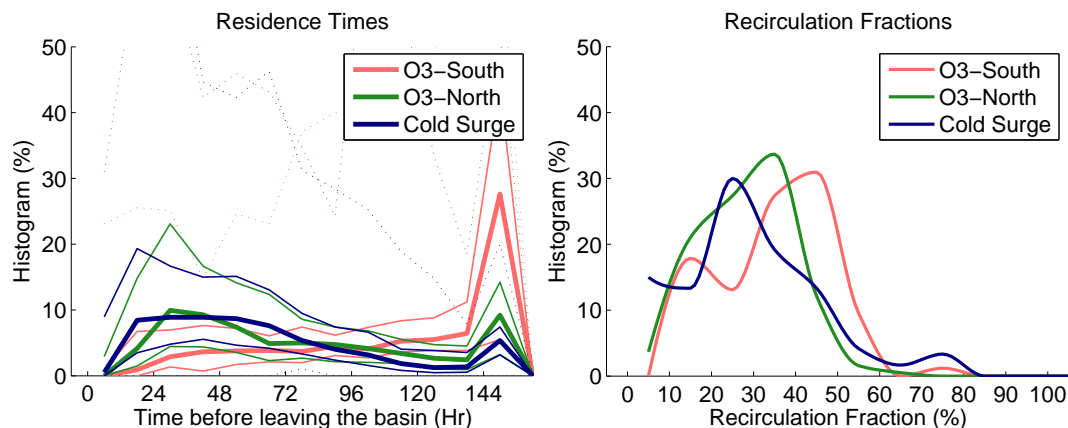 Residence Times
50
40
30
20
10
0
Histogram (%)
O3−South
O3−North
Cold Surge
0 24 48 72 96 120 144
Time before leaving the basin (Hr)
Recirculation Fractions
50
40
30
20
10
0
Histogram (%)
O3−South
O3−North
Cold Surge
0 10 20 30 40 50 60 70 80 90 100
Recirculation Fraction (%)